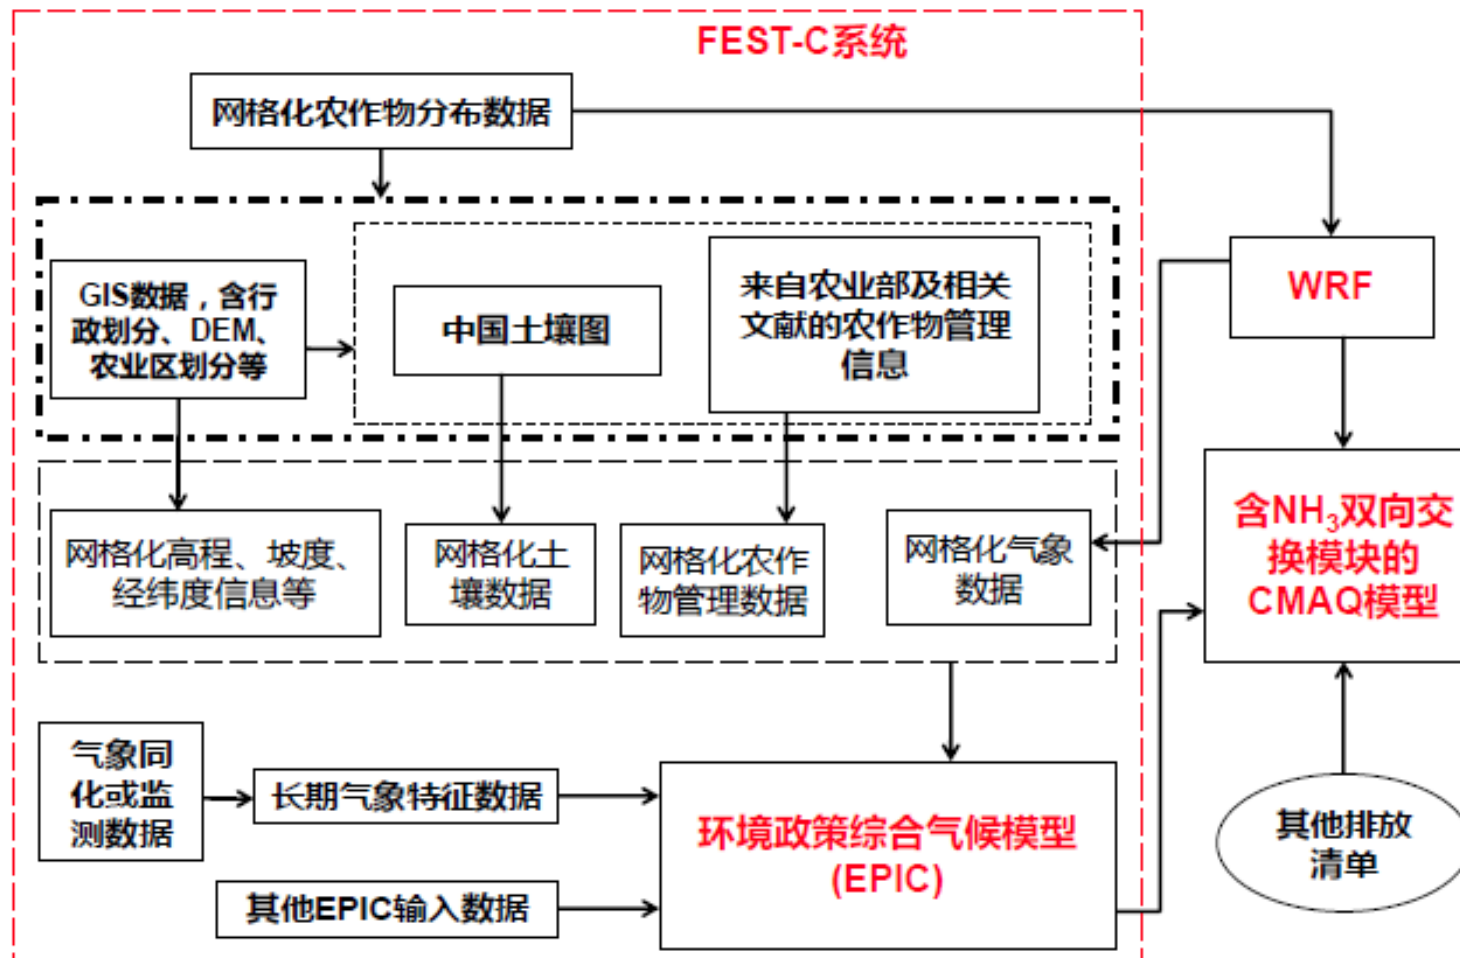 FEST-C系统
网格化农作物分布数据
GIS数据，含行
政划分、DEM、
农业区划分等
中国土壤图
来自农业部及相关
文献的农作物管理
信息
WRF
网格化高程、坡度、
经纬度信息等
网格化土
壤数据
网格化农作
物管理数据
网格化气象
数据
含NH₃双向交
换模块的
CMAQ模型
气象同
化或监
测数据
长期气象特征数据
其他EPIC输入数据
环境政策综合气候模型
(EPIC)
其他排放
清单